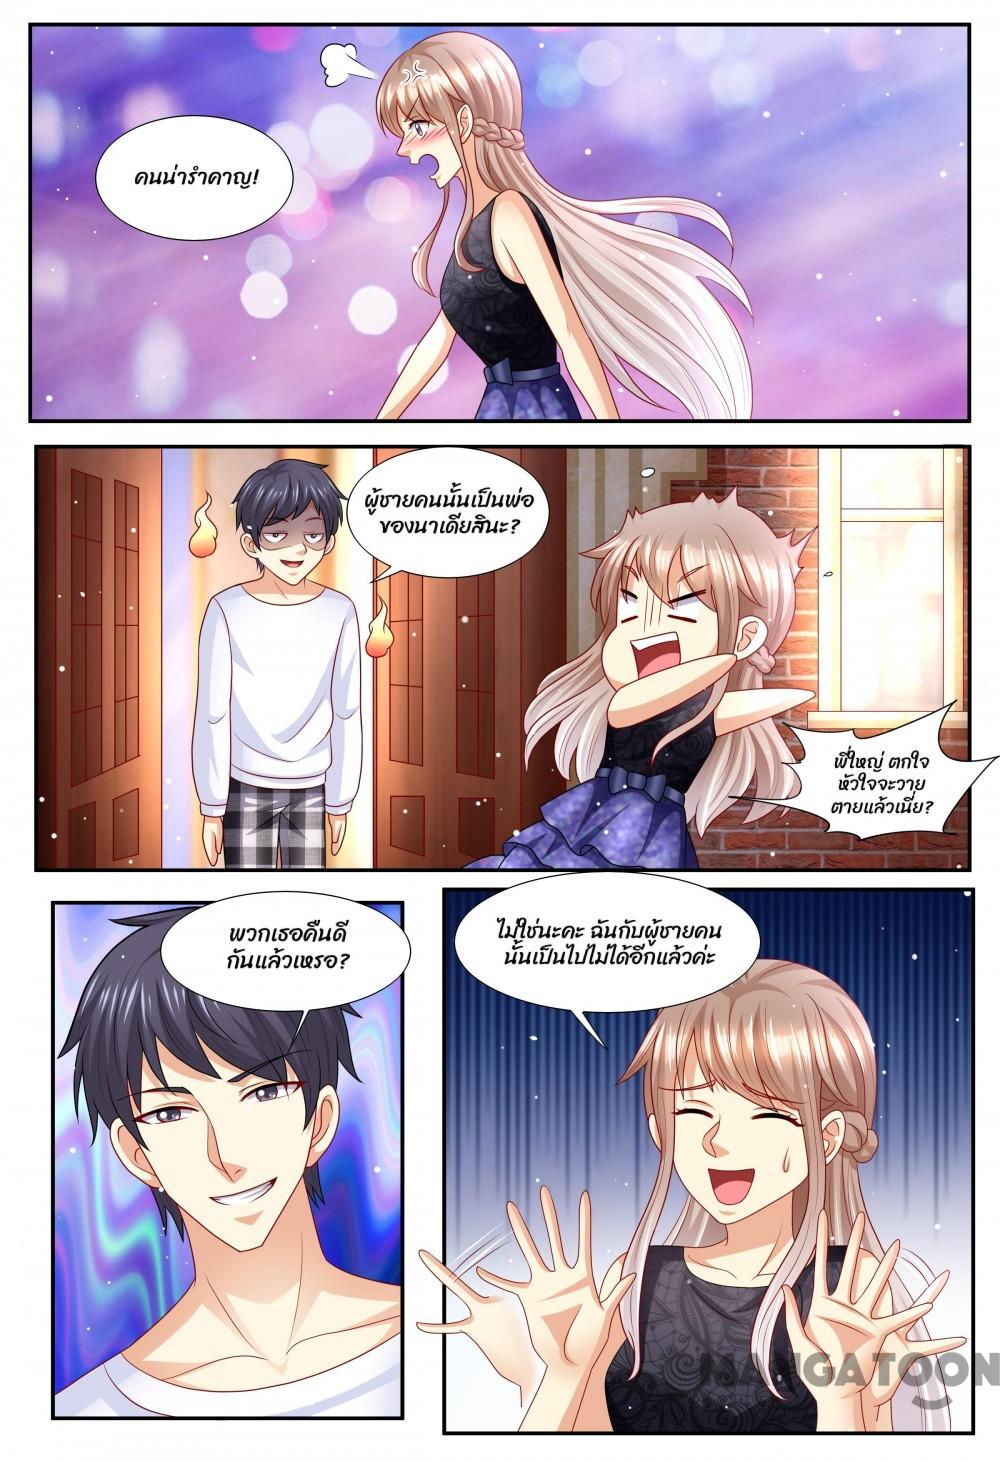 คนน่ารำคาญ!
ผู้ชายคนนั้นเป็นพ่อ
ของนาเดียสินะ?
พี่ใหญ่ ตกใจ
หัวใจจะวาย
ตายแล้วเนี่ย?
พวกเธอคืนดี
กันแล้วเหรอ?
ไม่ใช่นะคะ ฉันกับผู้ชายคน
นั้นเป็นไปไม่ได้อีกแล้วค่ะ
MANGATOON